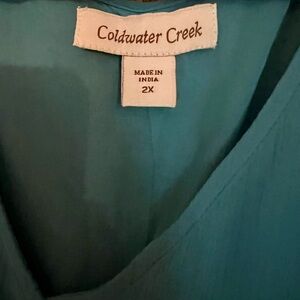 Coldwater Creek
MADE IN
INDIA
2X